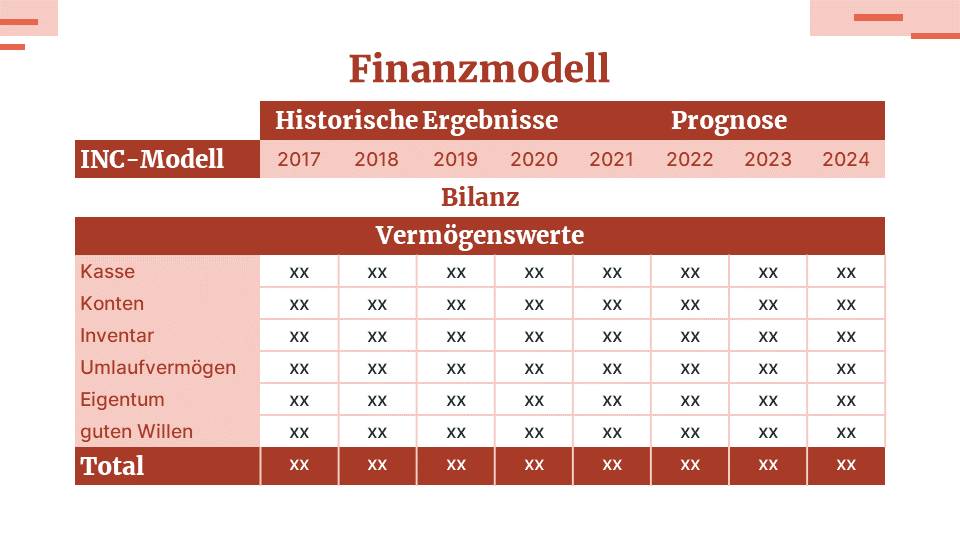 Finanzmodell
Historische Ergebnisse Prognose
INC-Modell 2017 2018 2019 2020 2021 2022 2023 2024
Bilanz
Vermögenswerte
Kasse xx xx xx xx xx xx xx xx
Konten xx xx xx xx xx xx xx xx
Inventar xx xx xx xx xx xx xx xx
Umlaufvermögen xx xx xx xx xx xx xx xx
Eigentum xx xx xx xx xx xx xx xx
guten Willen xx xx xx xx xx xx xx xx
Total xx xx xx xx xx xx xx xx